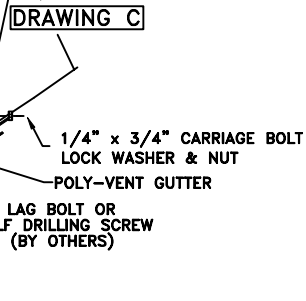 DRAWING C
1/4" x 3/4" CARRIAGE BOLT
LOCK WASHER & NUT
POLY-VENT GUTTER
LAG BOLT OR
DRILLING SCREW
(BY OTHERS)